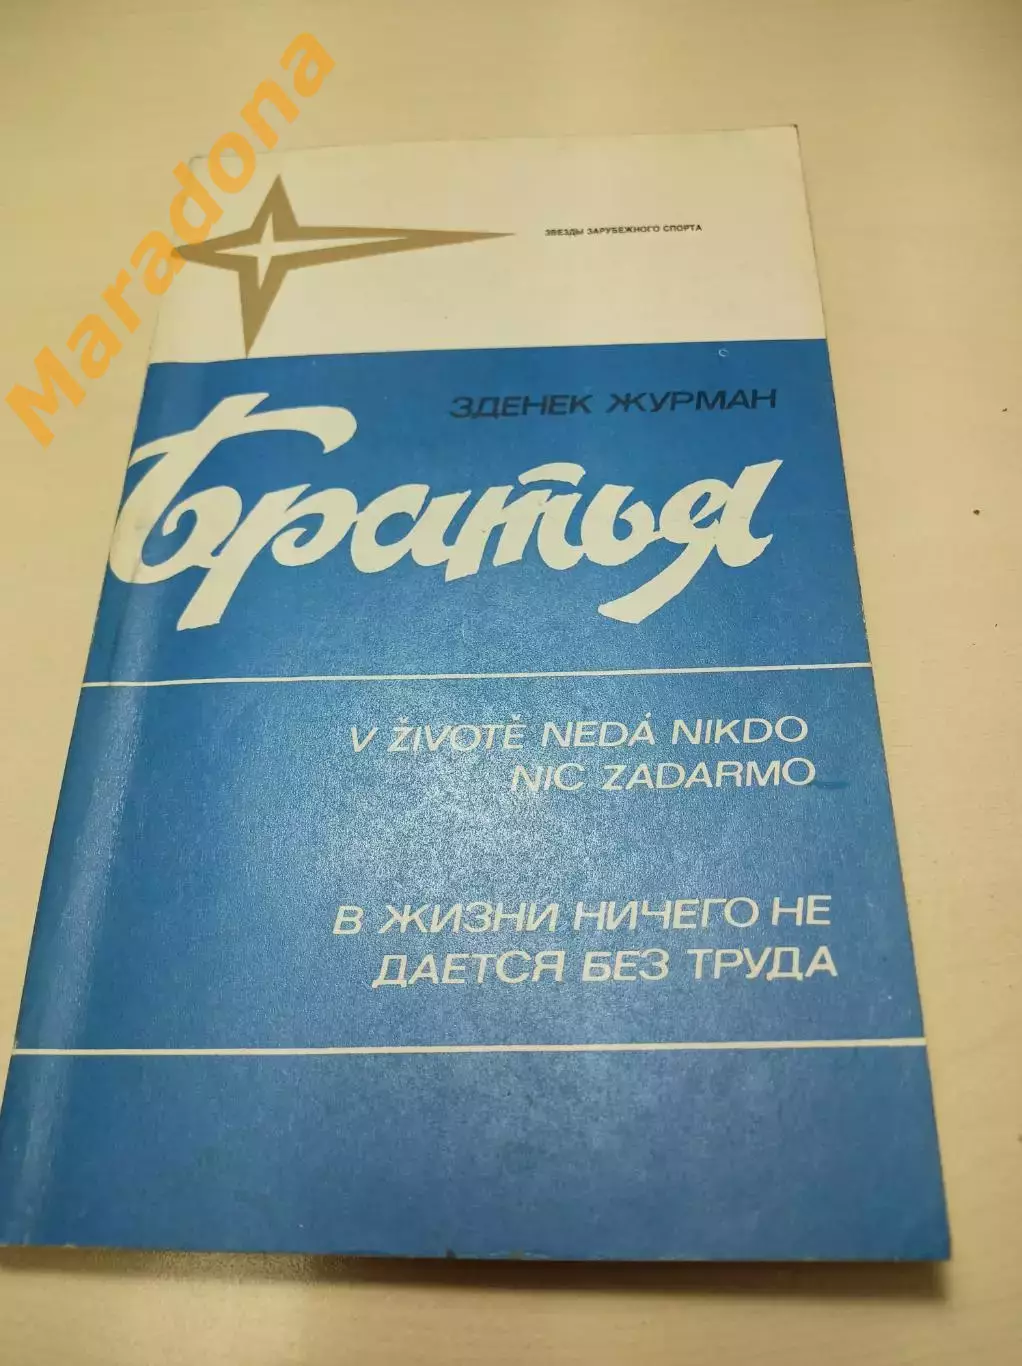 Maradona
ЗВЕЗДЫ ЗАРУБЕЖНОГО СПОРТА
ЗДЕНЕК ЖУРМАН
Братья
V ŽIVOTĚ NEDÁ NIKDO
NIC ZADARMO
В ЖИЗНИ НИЧЕГО НЕ
ДАЕТСЯ БЕЗ ТРУДА